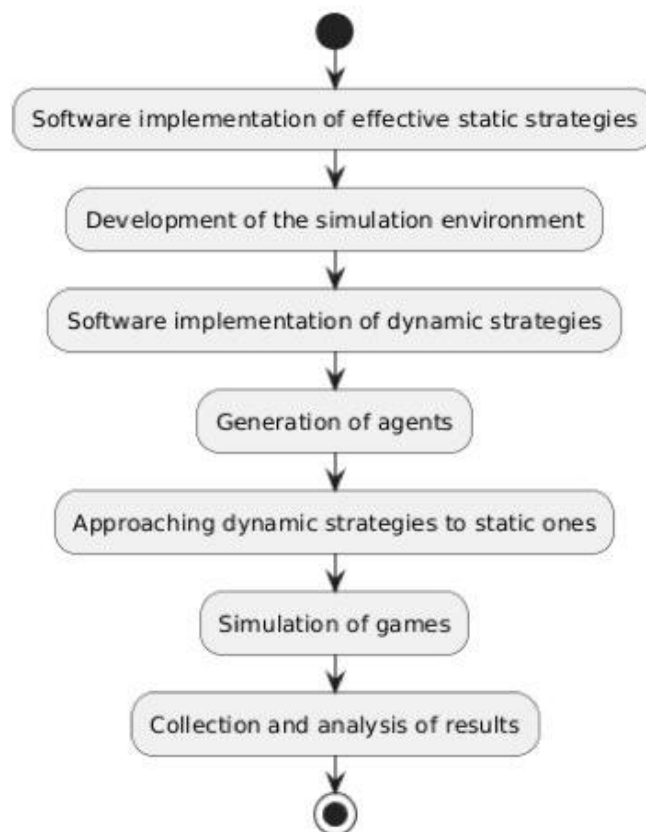 Software implementation of effective static strategies
Development of the simulation environment
Software implementation of dynamic strategies
Generation of agents
Approaching dynamic strategies to static ones
Simulation of games
Collection and analysis of results